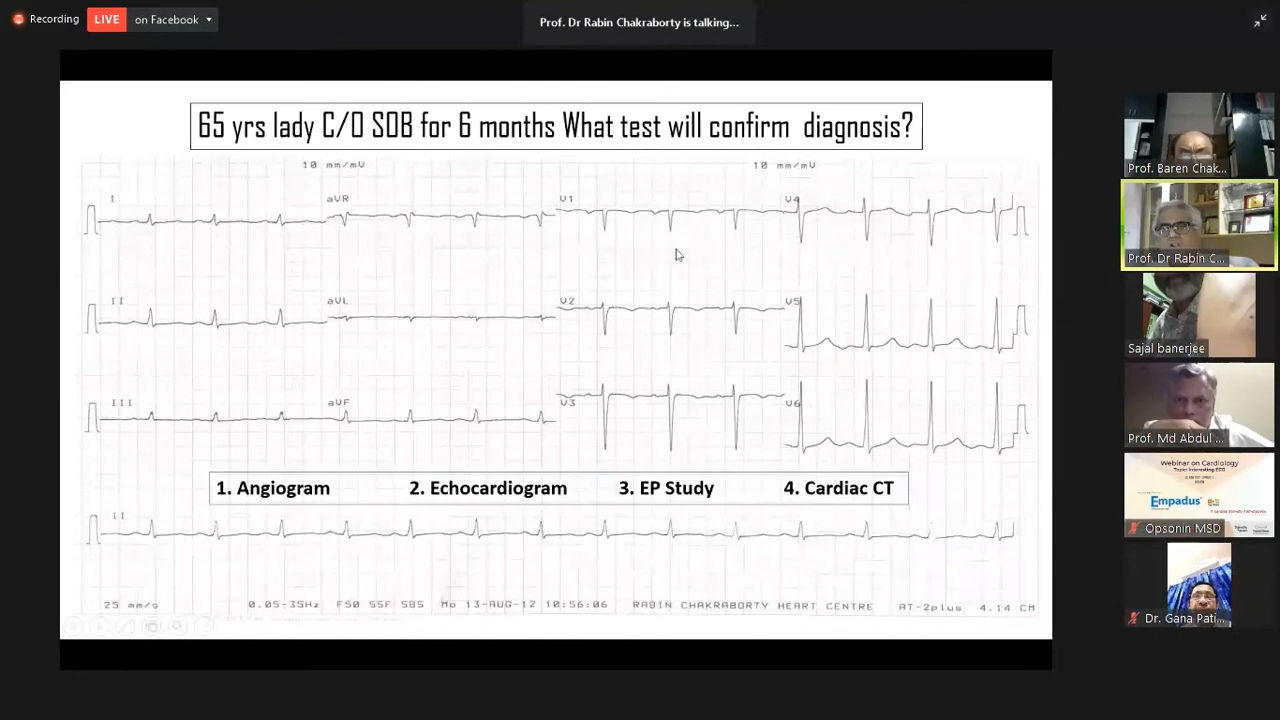 Recording LIVE on Facebook
Prof. Dr Rabin Chakraborty is talking...
65 yrs lady C/O SOB for 6 months What test will confirm diagnosis?
10 mm/mV 10 mm/mV
I aVR V1 V4
II aVL V2 V5
III aVF V3 V6
1. Angiogram 2. Echocardiogram 3. EP Study 4. Cardiac CT
II
25 mm/s 0.05-35Hz F50 SSF SBS Mo 13-AUG-12 10:56:06 RABIN CHAKRABORTY HEART CENTRE AT-2plus 4.14 CM
Prof. Baren Chak...
Prof. Dr Rabin C...
Sajal banerjee
Prof. Md Abdul ...
Webinar on Cardiology
Topic: Interesting ECG
Empadus
Opsonin MSD
Dr. Gana Pati...